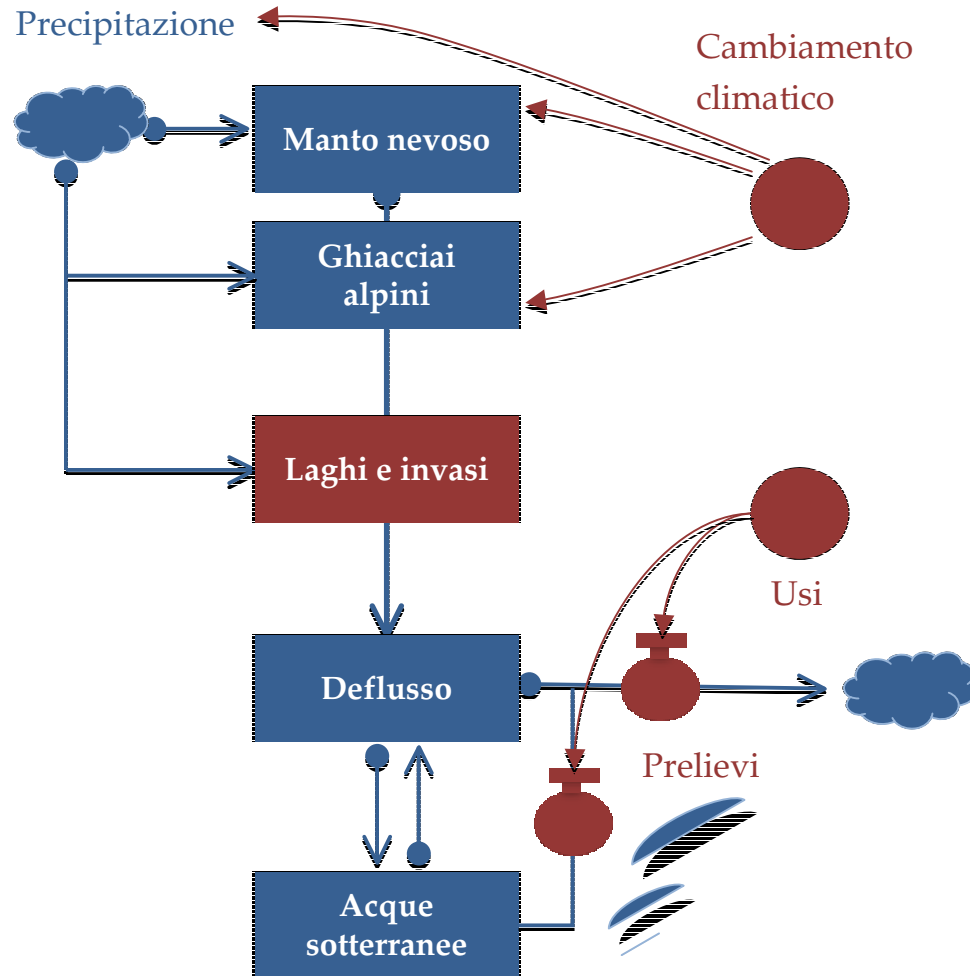 Precipitazione
Cambiamento
climatico
Manto nevoso
Ghiacciai
alpini
Laghi e invasi
Usi
Deflusso
Prelievi
Acque
sotterranee